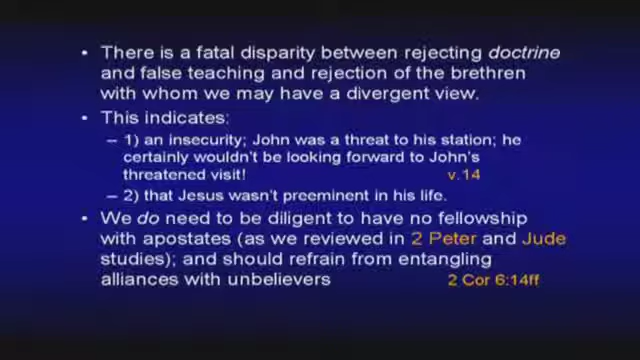 • There is a fatal disparity between rejecting doctrine
and false teaching and rejection of the brethren
with whom we may have a divergent view.
• This indicates:
– 1) an insecurity; John was a threat to his station; he
certainly wouldn't be looking forward to John's
threatened visit! v.14
– 2) that Jesus wasn't preeminent in his life.
• We do need to be diligent to have no fellowship
with apostates (as we reviewed in 2 Peter and Jude
studies); and should refrain from entangling
alliances with unbelievers 2 Cor 6:14ff